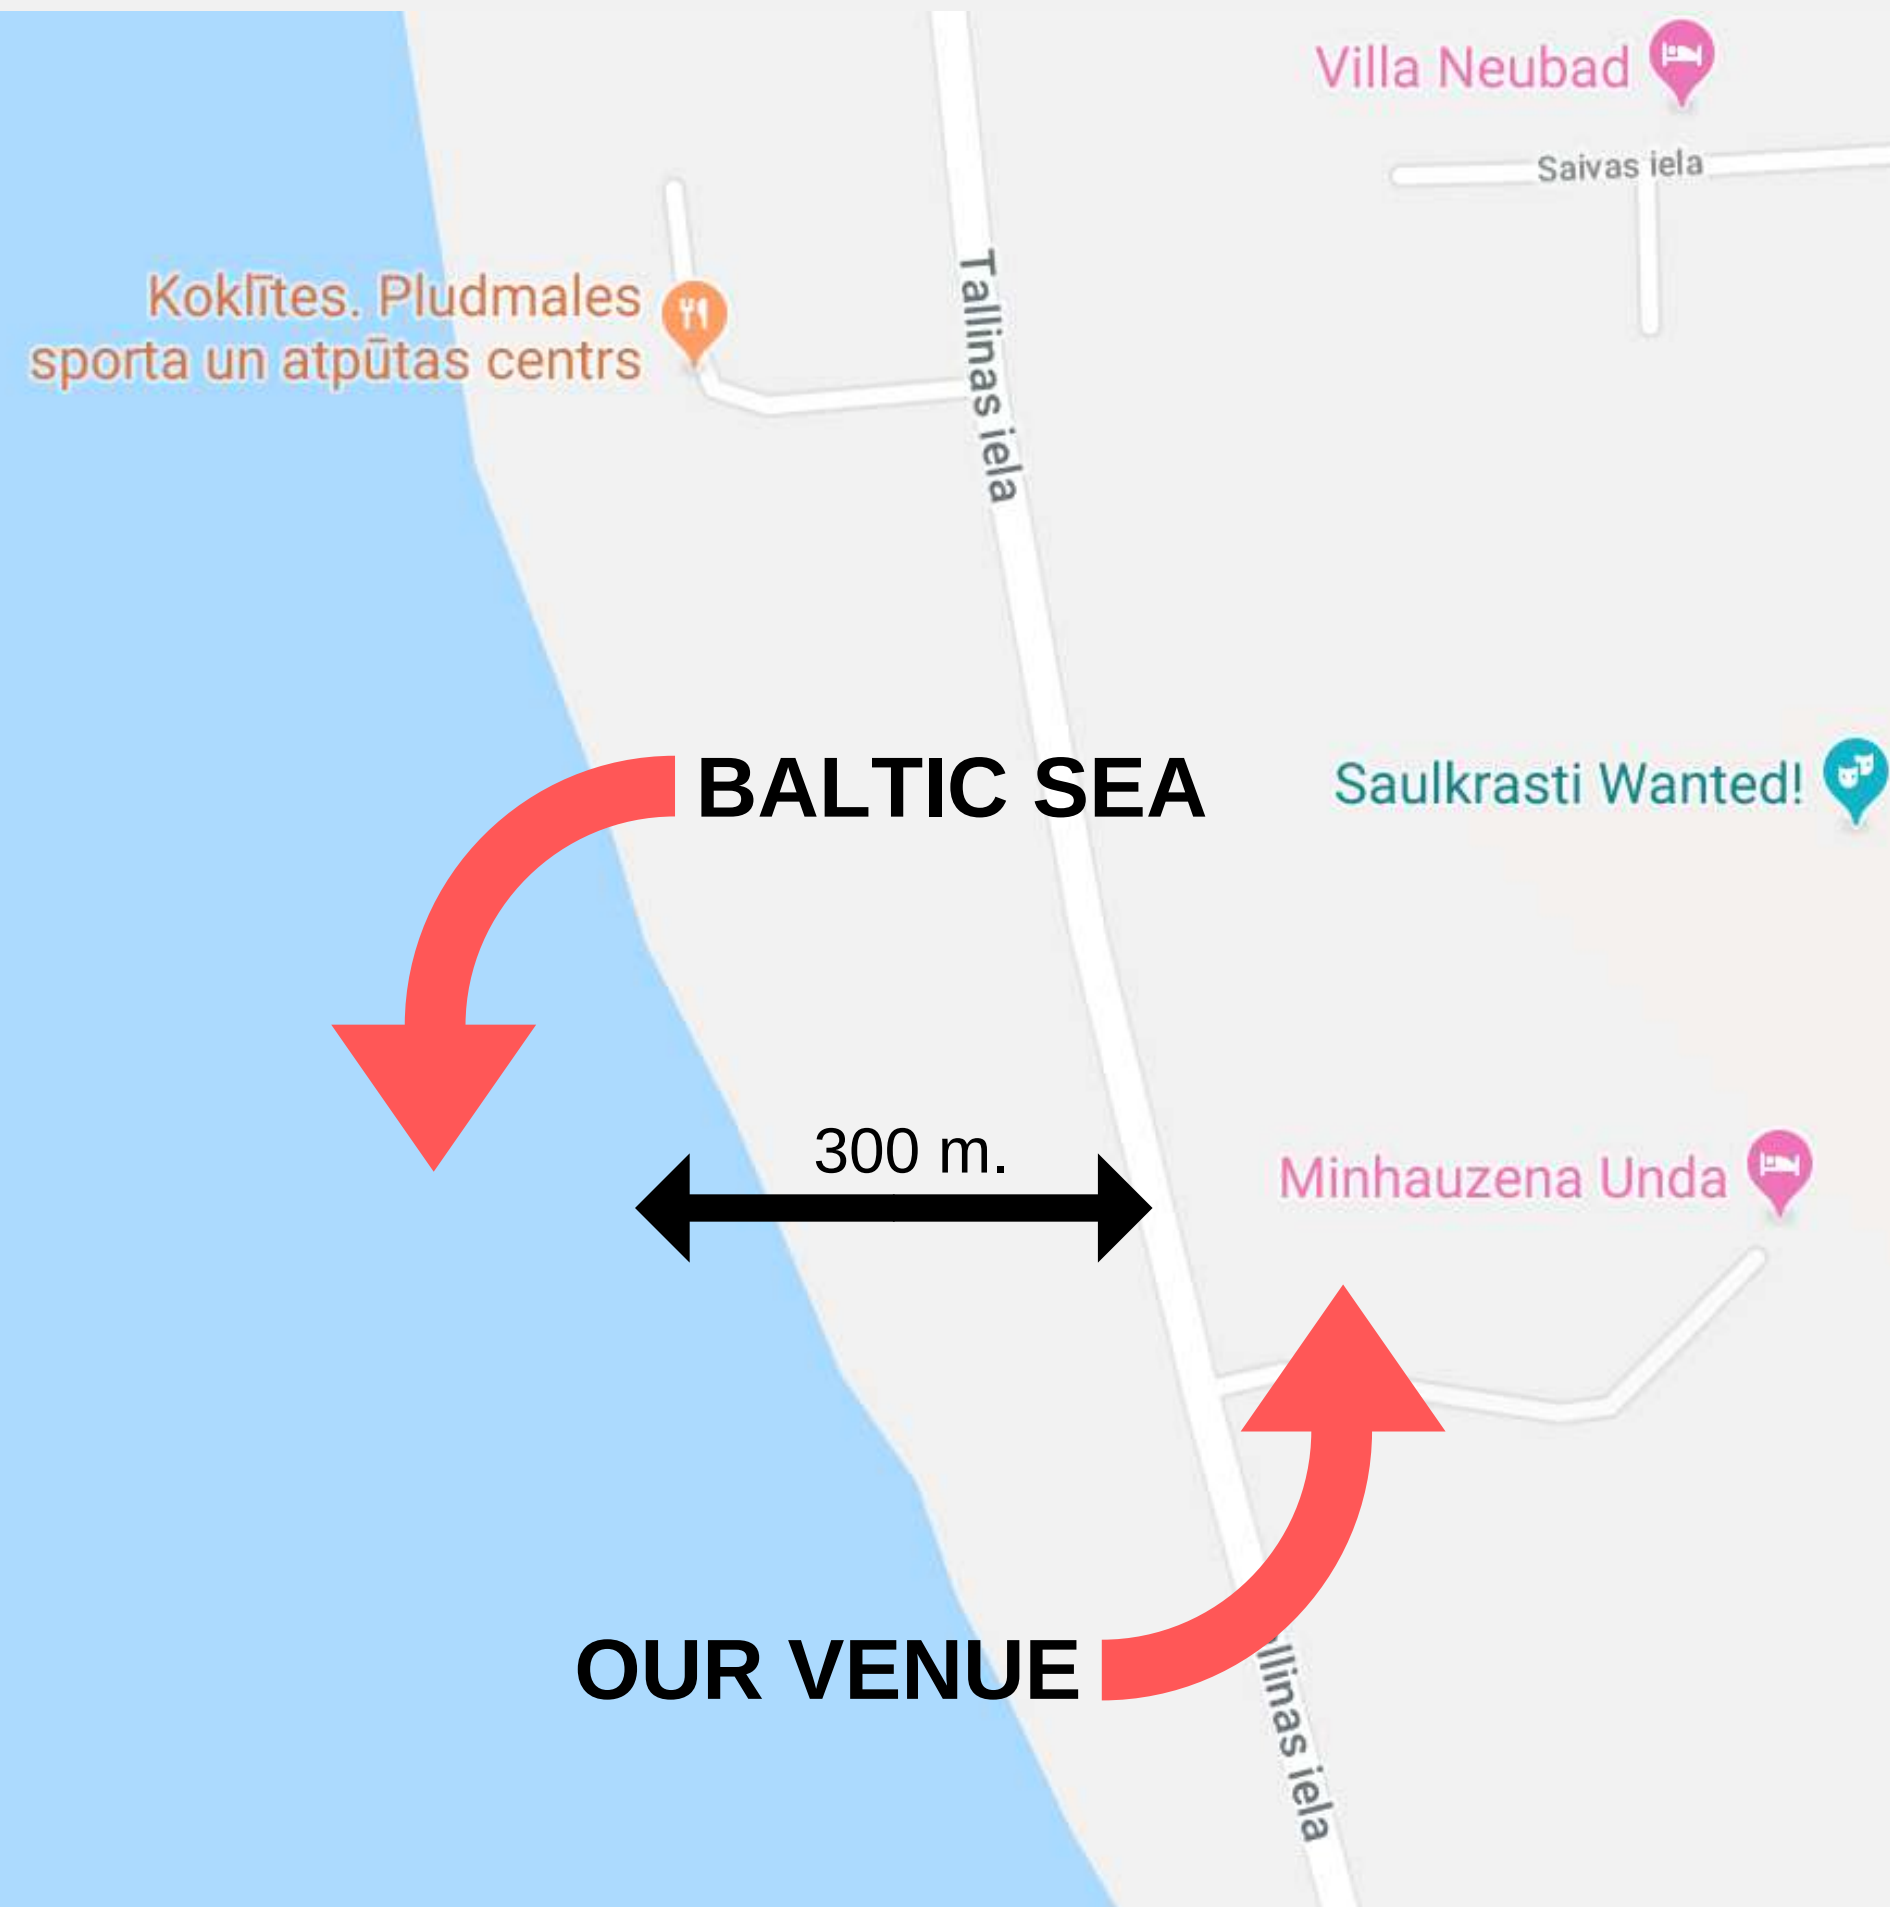 Villa Neubad
Saivas iela
Koklītes. Pludmales
sporta un atpūtas centrs
Tallinas iela
BALTIC SEA
Saulkrasti Wanted!
300 m.
Minhauzena Unda
OUR VENUE
llinas iela